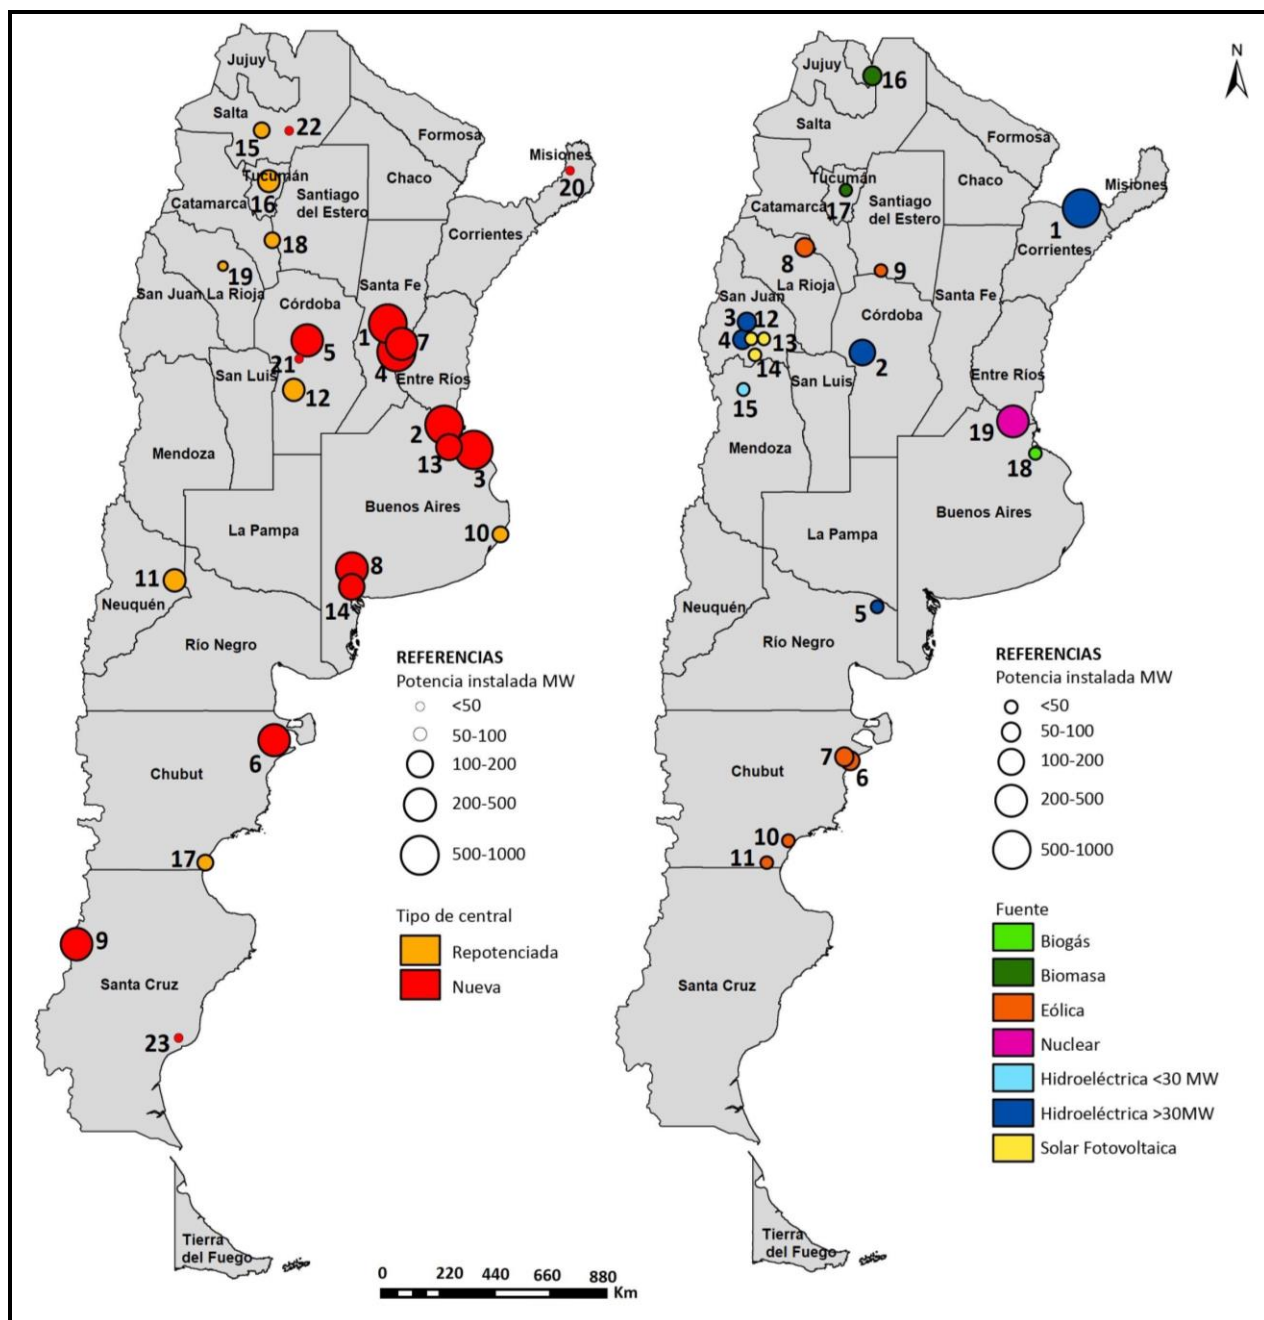 Jujuy
Salta
22
15
Formosa
Misiones
20
Tucumán
16
Chaco
Santiago
del Estero
Catamarca
Corrientes
18
19
San Juan
La Rioja
Santa Fe
Córdoba
1
7
5
4
21
San Luis
Entre Ríos
12
2
13
3
Mendoza
Buenos Aires
La Pampa
10
8
11
14
Neuquén
Río Negro
REFERENCIAS
Potencia instalada MW
<50
50-100
100-200
200-500
500-1000
6
Chubut
17
Tipo de central
Repotenciada
Nueva
9
Santa Cruz
23
Tierra
del Fuego
0 220 440 660 880
Km
N
Jujuy
16
Salta
Formosa
Misiones
Chaco
Tucumán
17
Catamarca
Santiago
del Estero
1
Corrientes
8
9
La Rioja
San Juan
Santa Fe
Córdoba
3
12
4
13
14
2
San Luis
Entre Ríos
15
19
18
Mendoza
Buenos Aires
La Pampa
5
Neuquén
Río Negro
REFERENCIAS
Potencia instalada MW
<50
50-100
100-200
200-500
500-1000
7
6
Chubut
10
11
Fuente
Biogás
Biomasa
Eólica
Nuclear
Hidroeléctrica <30 MW
Hidroeléctrica >30MW
Solar Fotovoltaica
Santa Cruz
Tierra
del Fuego